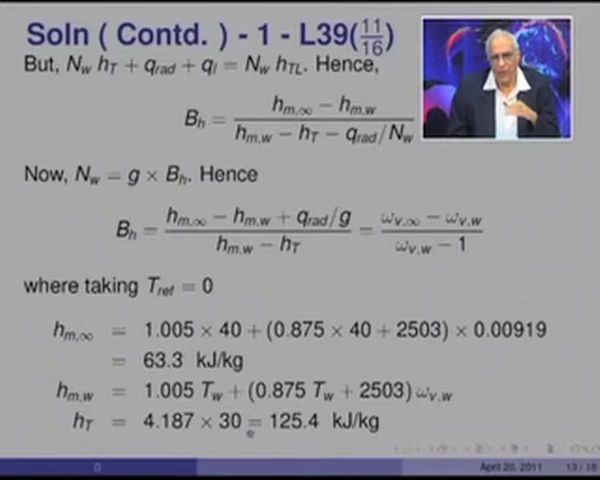 Soln ( Contd. ) - 1 - L39(11/16)
But, N_w h_T + q_rad + q_l = N_w h_TL. Hence,
B_h = (h_m,∞ − h_m,w) / (h_m,w − h_T − q_rad/N_w)
Now, N_w = g × B_h. Hence
B_h = (h_m,∞ − h_m,w + q_rad/g) / (h_m,w − h_T) = (ω_v,∞ − ω_v,w) / (ω_v,w − 1)
where taking T_ref = 0
h_m,∞ = 1.005 × 40 + (0.875 × 40 + 2503) × 0.00919
= 63.3 kJ/kg
h_m,w = 1.005 T_w + (0.875 T_w + 2503) ω_v,w
h_T = 4.187 × 30 = 125.4 kJ/kg
() April 20, 2011 13 / 18